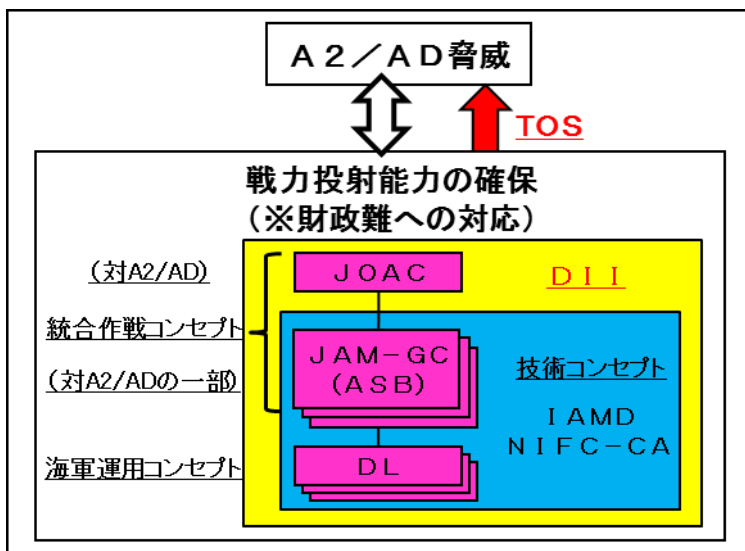 A2／AD脅威
TOS
戦力投射能力の確保
（※財政難への対応）
（対A2/AD）
JOAC
DII
統合作戦コンセプト
JAM-GC
（ASB）
技術コンセプト
（対A2/ADの一部）
IAMD
NIFC-CA
海軍運用コンセプト
DL